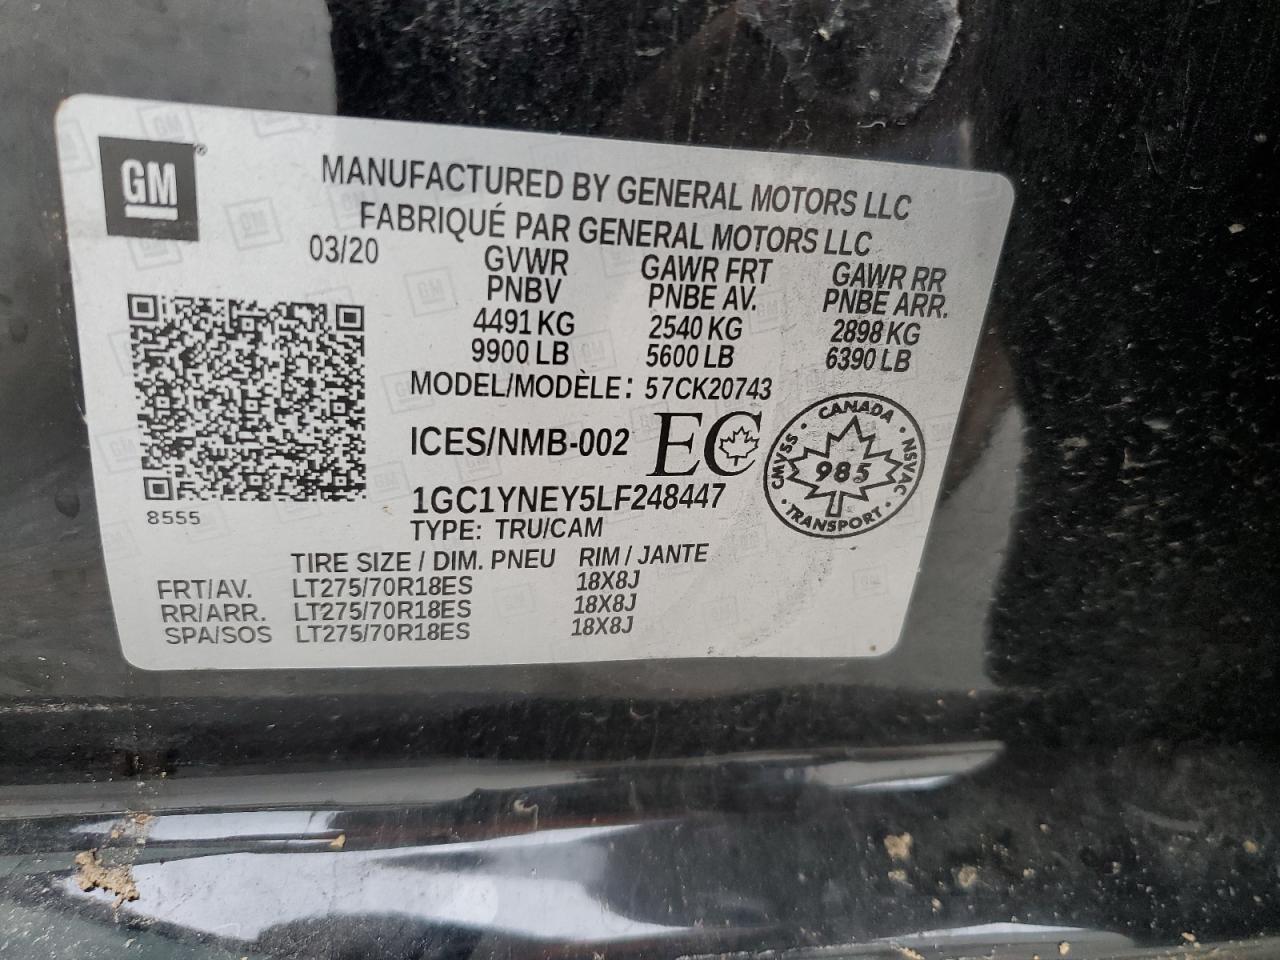 GM®
MANUFACTURED BY GENERAL MOTORS LLC
FABRIQUÉ PAR GENERAL MOTORS LLC
03/20
GVWR GAWR FRT GAWR RR
PNBV PNBE AV. PNBE ARR.
4491 KG 2540 KG 2898 KG
9900 LB 5600 LB 6390 LB
MODEL/MODÈLE: 57CK20743
ICES/NMB-002 EC
CANADA
CMVSS 985 NSVAC
TRANSPORT
1GC1YNEY5LF248447
8555
TYPE: TRU/CAM
TIRE SIZE / DIM. PNEU RIM / JANTE
FRT/AV. LT275/70R18ES 18X8J
RR/ARR. LT275/70R18ES 18X8J
SPA/SOS LT275/70R18ES 18X8J